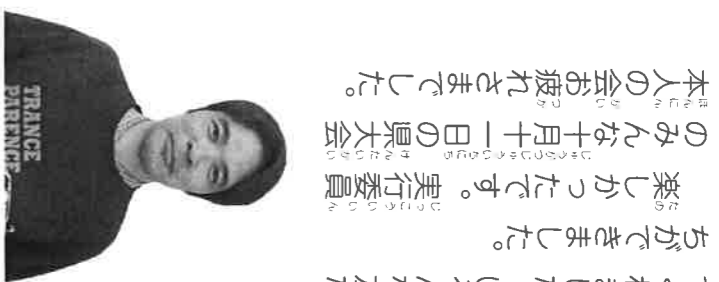 ちができました。
楽しかったです。実行委員
のみんな十月十一日の県大会
本人の会お疲れさまでした。
TRANCE
PARENCE